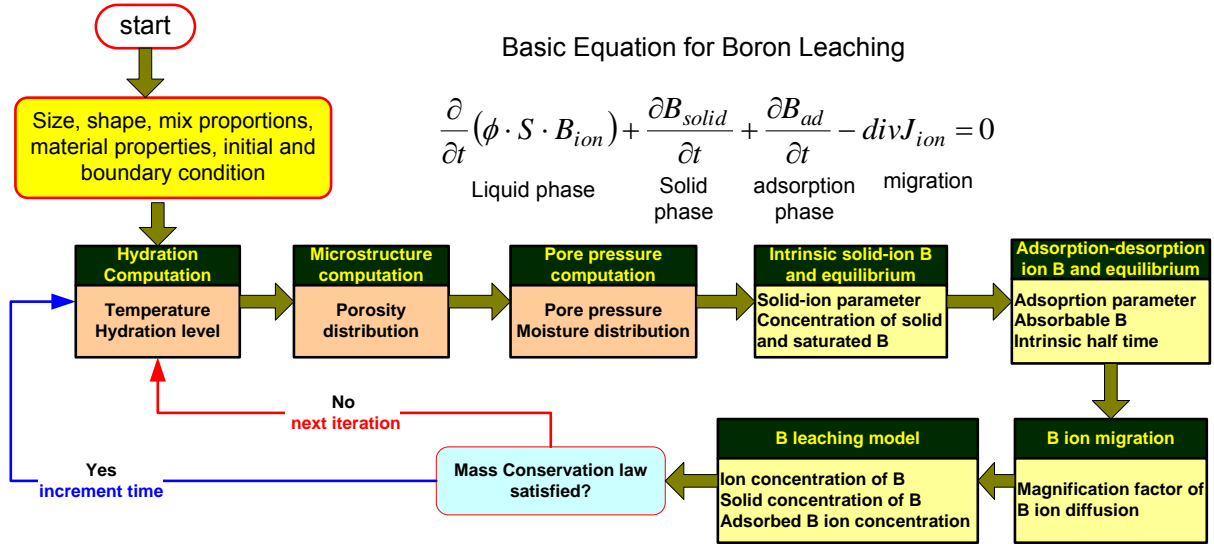 start
Basic Equation for Boron Leaching
∂/∂t (ϕ · S · B_ion) + ∂B_solid/∂t + ∂B_ad/∂t − divJ_ion = 0
Liquid phase
Solid
phase
adsorption
phase
migration
Size, shape, mix proportions,
material properties, initial and
boundary condition
Hydration
Computation
Temperature
Hydration level
Microstructure
computation
Porosity
distribution
Pore pressure
computation
Pore pressure
Moisture distribution
Intrinsic solid-ion B
and equilibrium
Solid-ion parameter
Concentration of solid
and saturated B
Adsorption-desorption
ion B and equilibrium
Adsoprtion parameter
Absorbable B
Intrinsic half time
B ion migration
Magnification factor of
B ion diffusion
B leaching model
Ion concentration of B
Solid concentration of B
Adsorbed B ion concentration
Mass Conservation law
satisfied?
No
next iteration
Yes
increment time